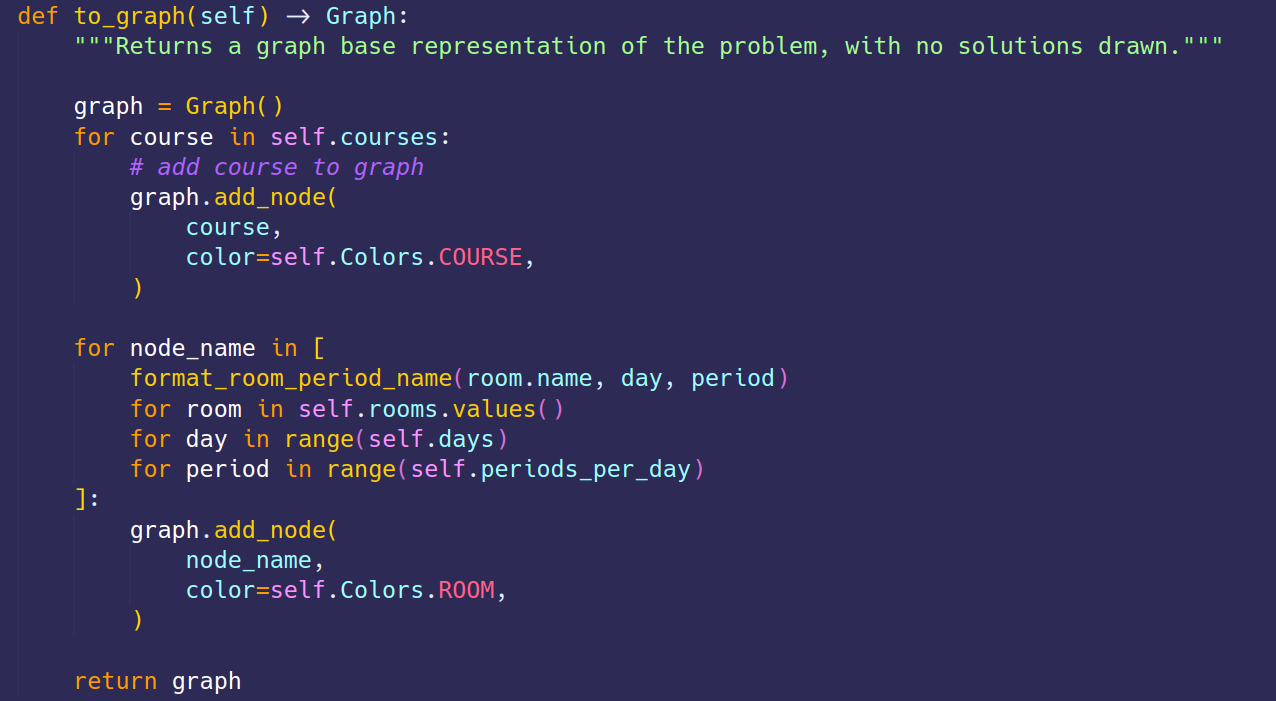 def to_graph(self) → Graph:
    """Returns a graph base representation of the problem, with no solutions drawn."""

    graph = Graph()
    for course in self.courses:
        # add course to graph
        graph.add_node(
            course,
            color=self.Colors.COURSE,
        )

    for node_name in [
        format_room_period_name(room.name, day, period)
        for room in self.rooms.values()
        for day in range(self.days)
        for period in range(self.periods_per_day)
    ]:
        graph.add_node(
            node_name,
            color=self.Colors.ROOM,
        )

    return graph